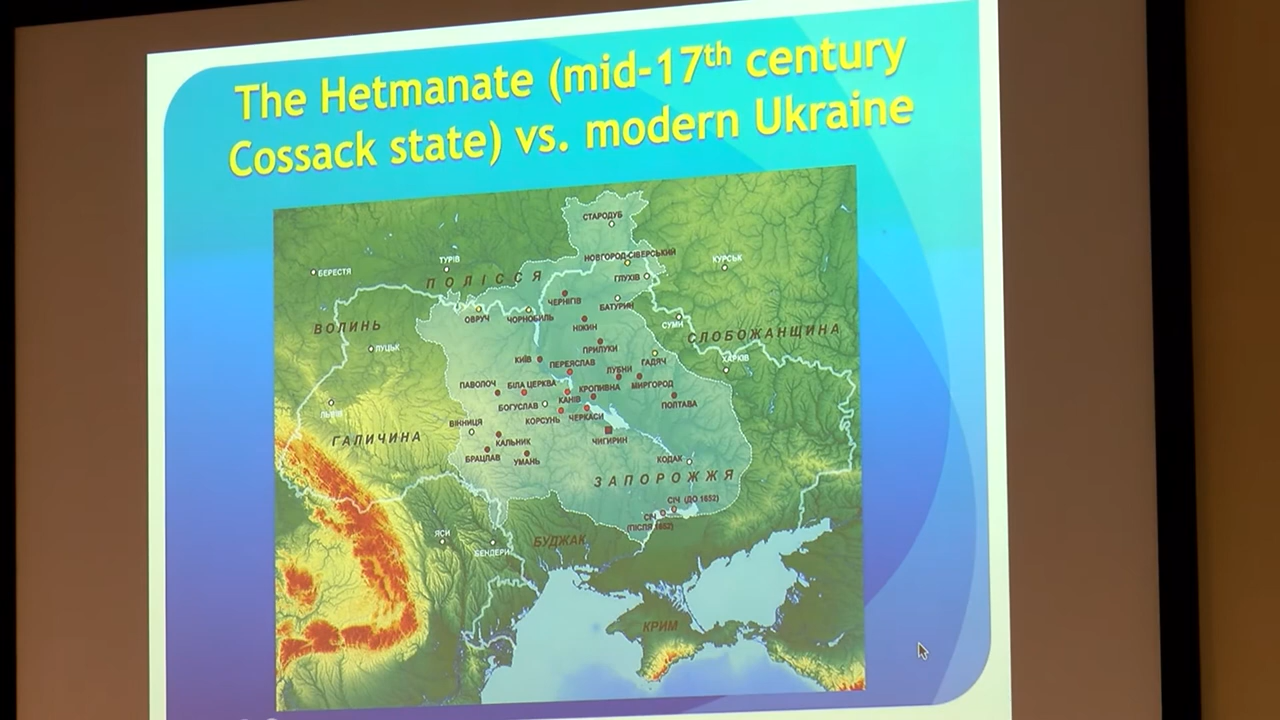 The Hetmanate (mid-17th century
Cossack state) vs. modern Ukraine
СТАРОДУБ
НОВГОРОД-СІВЕРСЬКИЙ
КУРСЬК
ТУРІВ
БЕРЕСТЯ
ПОЛІССЯ
ГЛУХІВ
ЧЕРНІГІВ
БАТУРИН
ОВРУЧ
ЧОРНОБИЛЬ
НІЖИН
СУМИ
СЛОБОЖАНЩИНА
ВОЛИНЬ
ЛУЦЬК
ПРИЛУКИ
КИЇВ
ПЕРЕЯСЛАВ
ГАДЯЧ
ХАРКІВ
ЛУБНИ
ПАВОЛОЧ
БІЛА ЦЕРКВА
КРОПИВНА
МИРГОРОД
КАНІВ
БОГУСЛАВ
ПОЛТАВА
ЛЬВІВ
КОРСУНЬ
ЧЕРКАСИ
ВІННИЦЯ
ГАЛИЧИНА
КАЛЬНИК
ЧИГИРИН
БРАЦЛАВ
УМАНЬ
КОДАК
ЗАПОРОЖЖЯ
СІЧ (ДО 1652)
СІЧ
(ПІСЛЯ 1652)
ЯСИ
БЕНДЕРИ
БУДЖАК
КРИМ